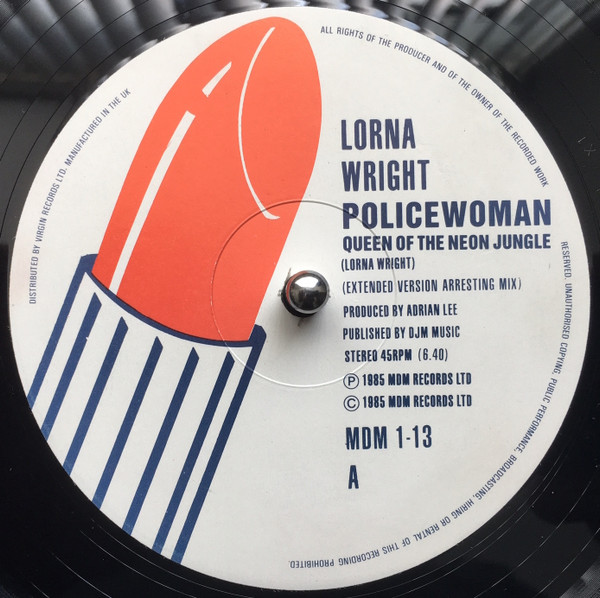 LORNA
WRIGHT
POLICEWOMAN
QUEEN OF THE NEON JUNGLE
(LORNA WRIGHT)
(EXTENDED VERSION ARRESTING MIX)
PRODUCED BY ADRIAN LEE
PUBLISHED BY DJM MUSIC
STEREO 45RPM (6.40)
Ⓟ 1985 MDM RECORDS LTD
© 1985 MDM RECORDS LTD
MDM 1-13
A
DISTRIBUTED BY VIRGIN RECORDS LTD. MANUFACTURED IN THE UK
ALL RIGHTS OF THE PRODUCER AND OF THE OWNER OF THE RECORDED WORK RESERVED. UNAUTHORISED COPYING, PUBLIC PERFORMANCE, BROADCASTING, HIRING OR RENTAL OF THIS RECORDING PROHIBITED.